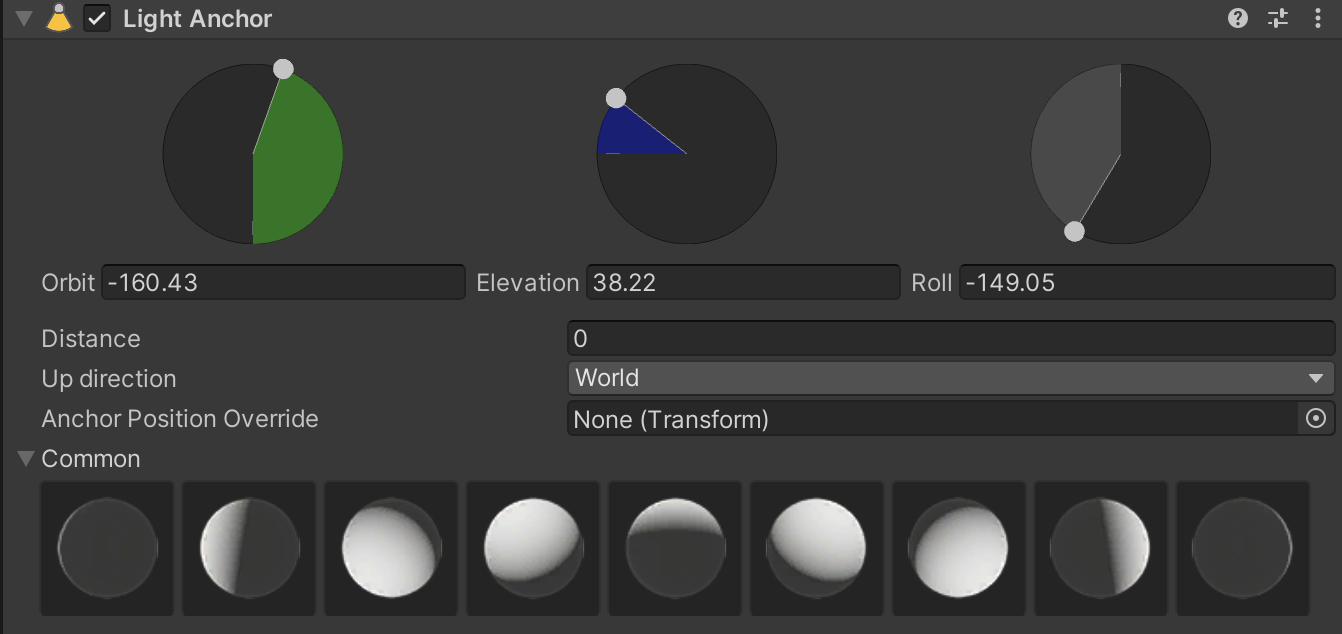 Light Anchor
Orbit -160.43 Elevation 38.22 Roll -149.05
Distance 0
Up direction World
Anchor Position Override None (Transform)
Common